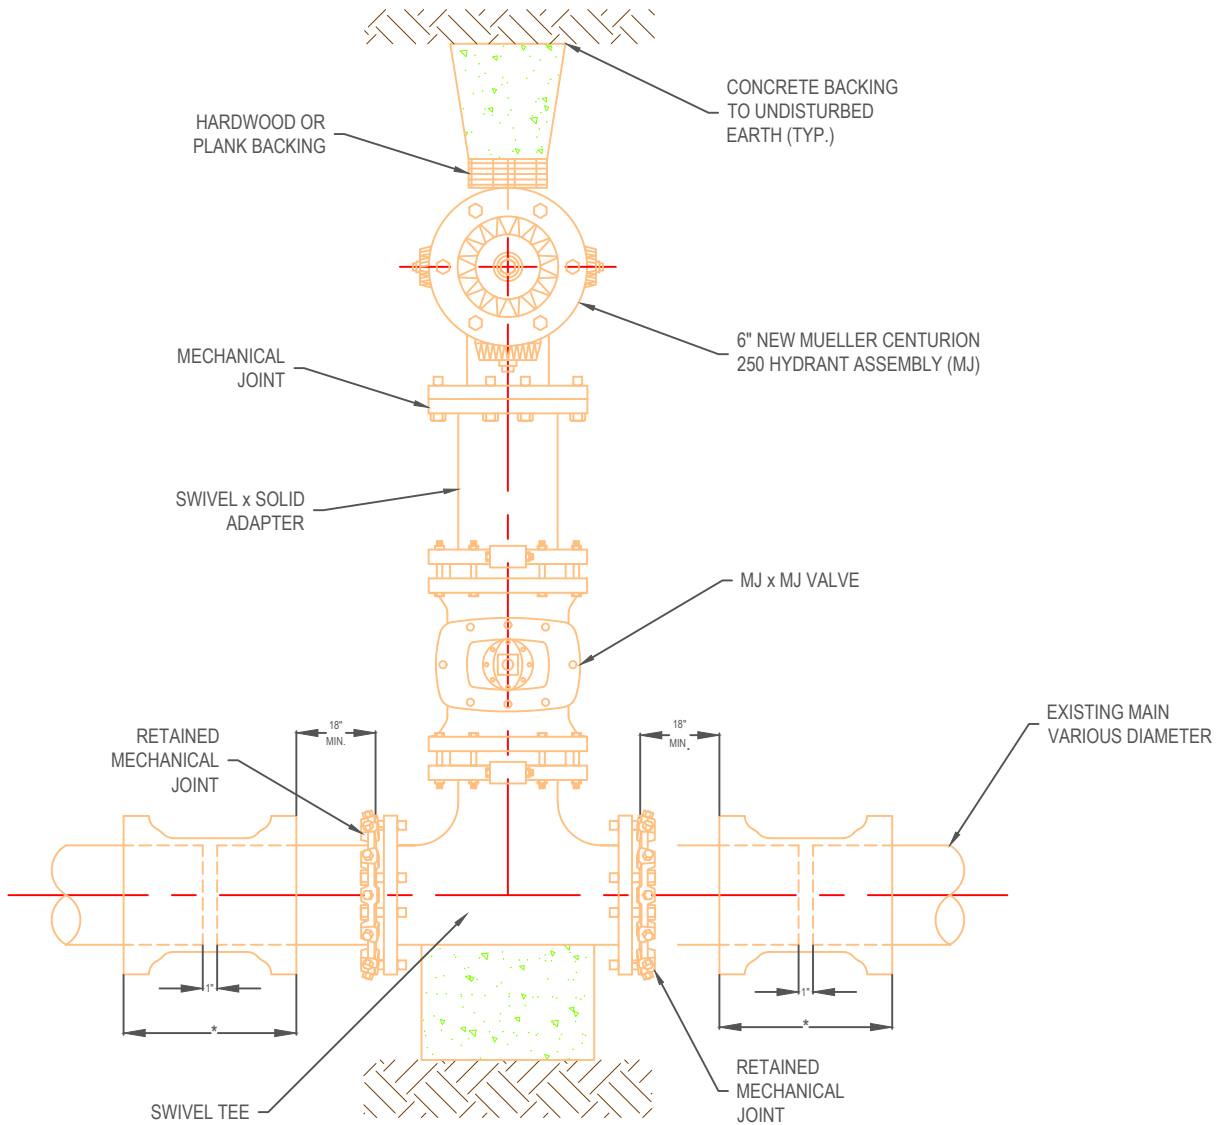 CONCRETE BACKING
TO UNDISTURBED
EARTH (TYP.)
HARDWOOD OR
PLANK BACKING
6" NEW MUELLER CENTURION
250 HYDRANT ASSEMBLY (MJ)
MECHANICAL
JOINT
SWIVEL x SOLID
ADAPTER
MJ x MJ VALVE
EXISTING MAIN
VARIOUS DIAMETER
18"
MIN.
18"
MIN.
RETAINED
MECHANICAL
JOINT
1"
*
1"
*
RETAINED
MECHANICAL
JOINT
SWIVEL TEE